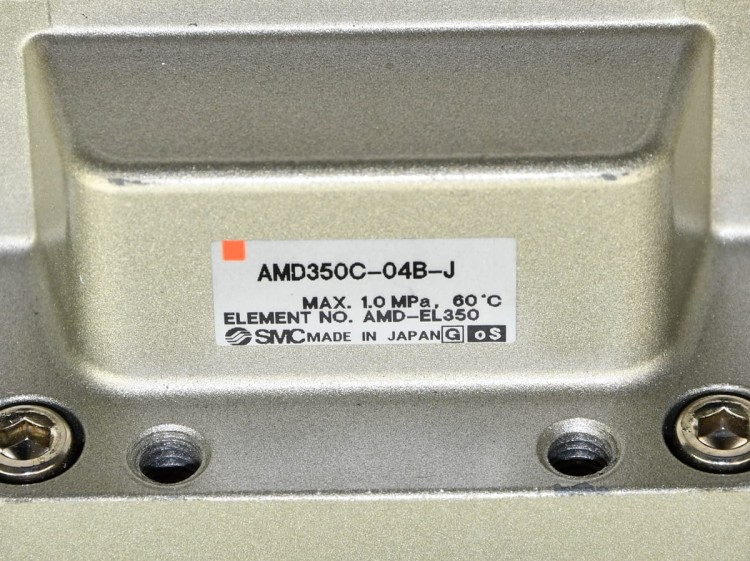 AMD350C-04B-J
MAX. 1.0 MPa, 60°C
ELEMENT NO. AMD-EL350
SMC MADE IN JAPAN G oS